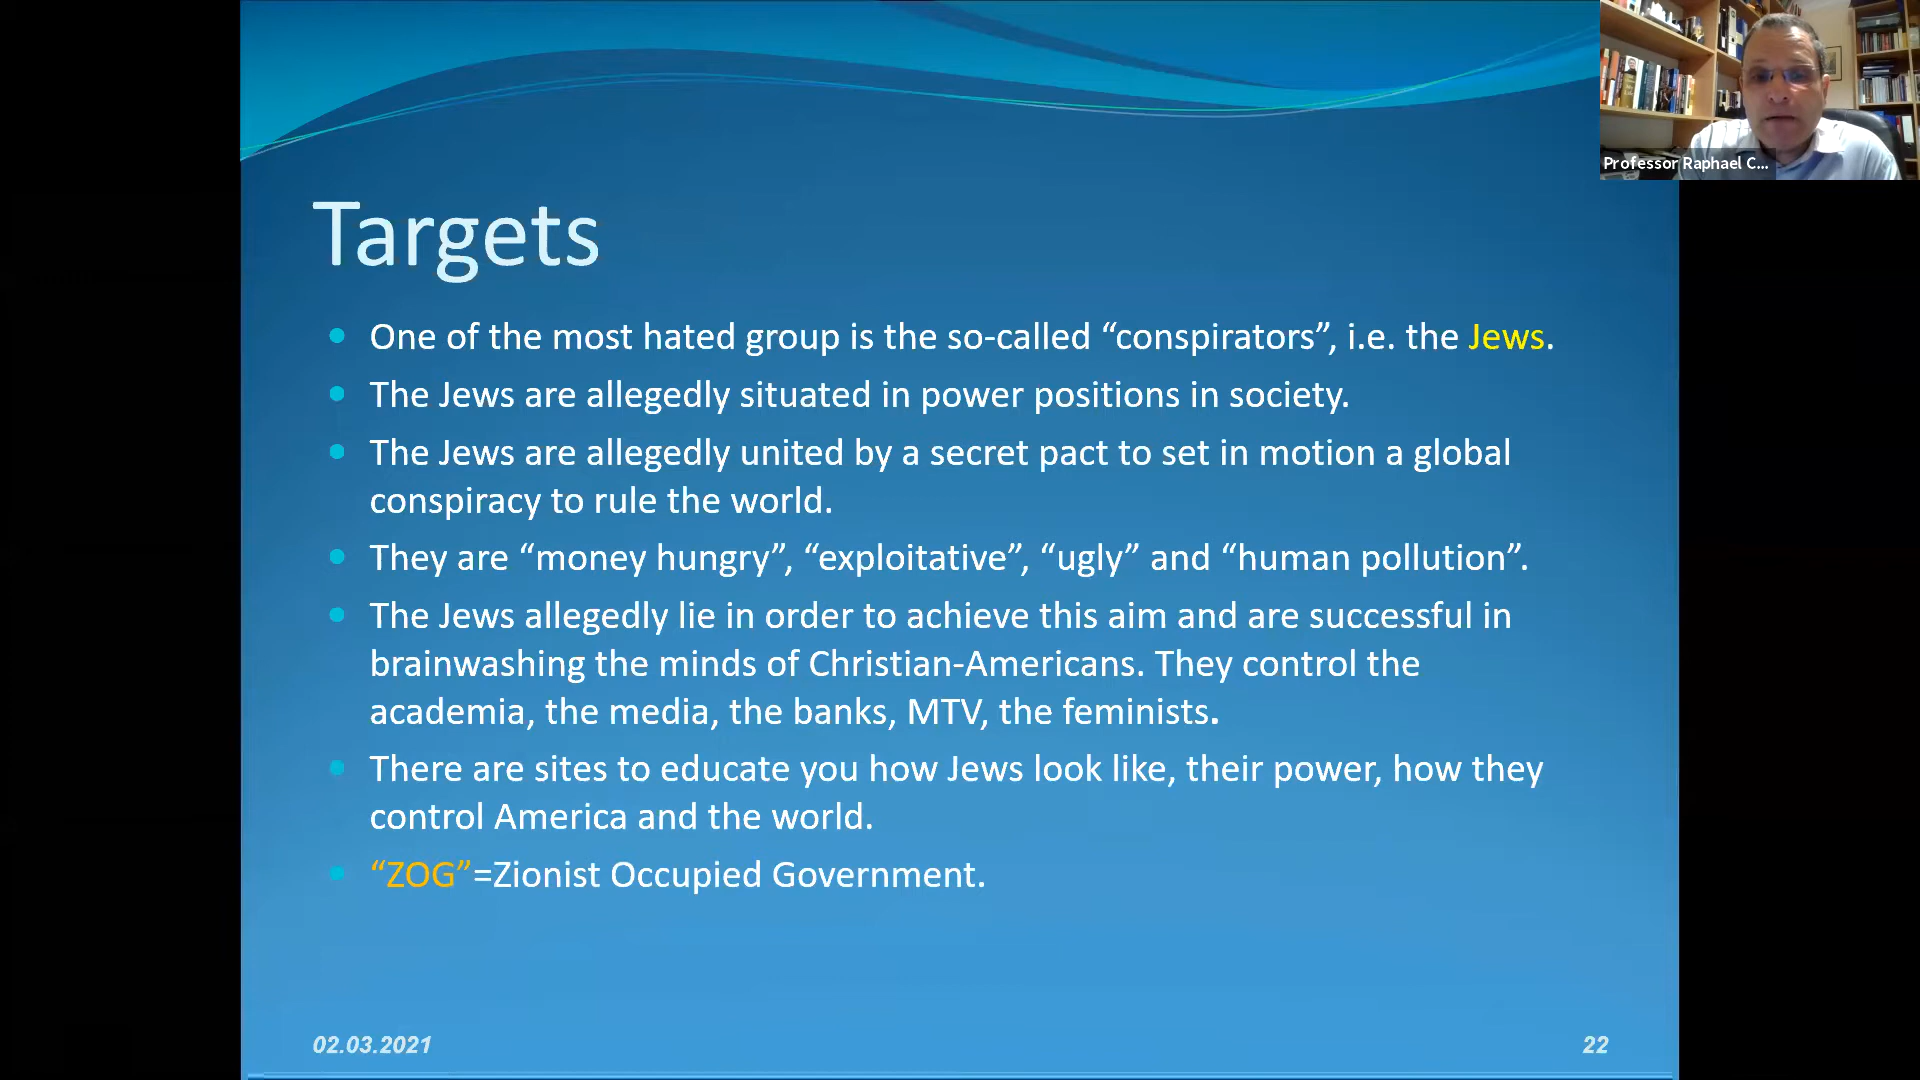 Professor Raphael C...
Targets
One of the most hated group is the so-called “conspirators”, i.e. the Jews.
The Jews are allegedly situated in power positions in society.
The Jews are allegedly united by a secret pact to set in motion a global
conspiracy to rule the world.
They are “money hungry”, “exploitative”, “ugly” and “human pollution”.
The Jews allegedly lie in order to achieve this aim and are successful in
brainwashing the minds of Christian-Americans. They control the
academia, the media, the banks, MTV, the feminists.
There are sites to educate you how Jews look like, their power, how they
control America and the world.
“ZOG”=Zionist Occupied Government.
02.03.2021
22